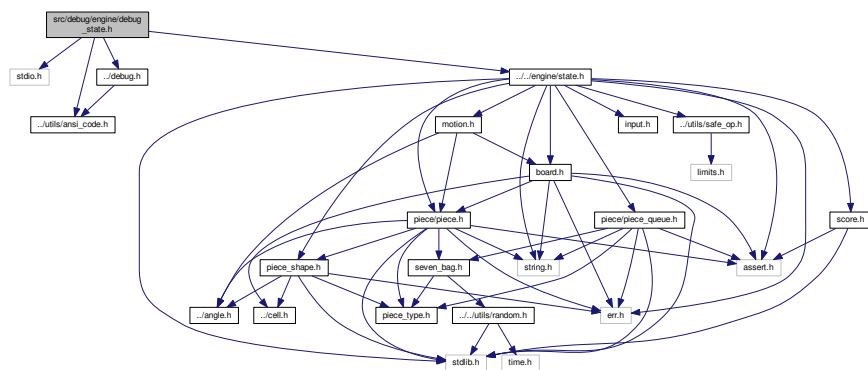 src/debug/engine/debug
_state.h
stdio.h
../debug.h
../../engine/state.h
../utils/ansi_code.h
motion.h
input.h
../utils/safe_op.h
board.h
limits.h
piece/piece.h
piece/piece_queue.h
score.h
piece_shape.h
seven_bag.h
string.h
assert.h
../angle.h
../cell.h
piece_type.h
../../utils/random.h
err.h
stdlib.h
time.h